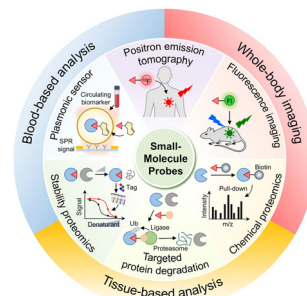 Blood-based analysis
Whole-body imaging
Tissue-based analysis
Positron emission
tomography
18F
Plasmonic sensor
Circulating
biomarker
SPR
signal
Fluorescence imaging
Fl
Small-
Molecule
Probes
Stability proteomics
Signal
Tag
Denaturant
Ub
Ligase
Proteasome
Targeted
protein degradation
Chemical proteomics
Biotin
Pull-down
Intensity
m/z